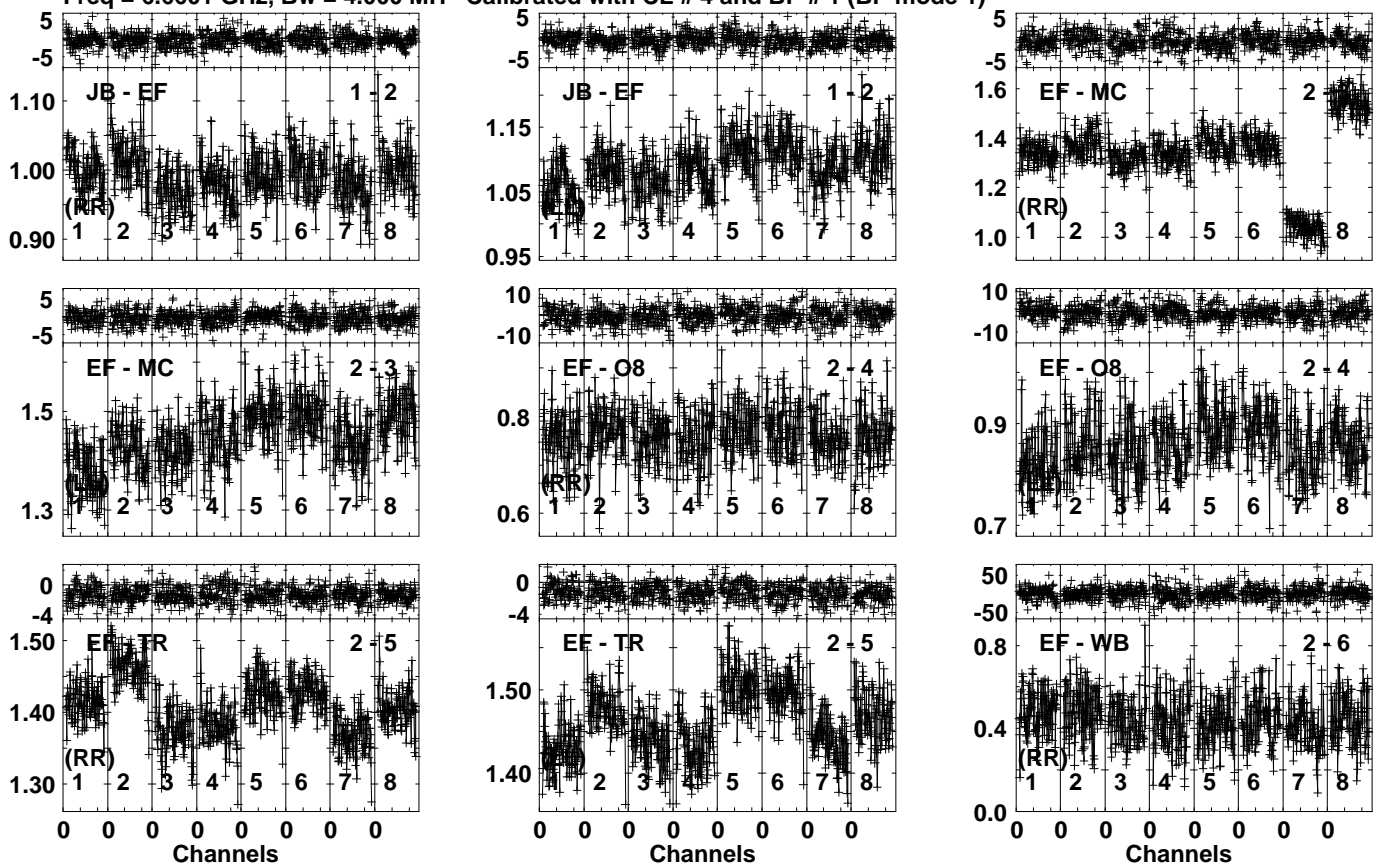 5
-5
JB - EF 1 - 2
1.10
1.00
(RR)
0.90
1 2 3 4 5 6 7 8
5
-5
JB - EF 1 - 2
1.15
1.05
0.95
1 2 3 4 5 6 7 8
5
-5
EF - MC
1.6
1.4
1.2
(RR)
1.0
1 2 3 4 5 6 7 8
5
-5
EF - MC 2 - 3
1.5
1.3
1 2 3 4 5 6 7 8
10
-10
EF - O8 2 - 4
0.8
(RR)
0.6
1 2 3 4 5 6 7 8
10
-10
EF - O8 2 - 4
0.9
0.7
1 2 3 4 5 6 7 8
0
-4
EF - TR 2 - 5
1.50
1.40
(RR)
1.30
1 2 3 4 5 6 7 8
0 0 0 0 0 0 0 0
Channels
0
-4
EF - TR 2 - 5
1.50
1.40
1 2 3 4 5 6 7 8
0 0 0 0 0 0 0 0
Channels
50
-50
EF - WB 2 - 6
0.8
0.4
(RR)
0.0
1 2 3 4 5 6 7 8
0 0 0 0 0 0 0 0
Channels